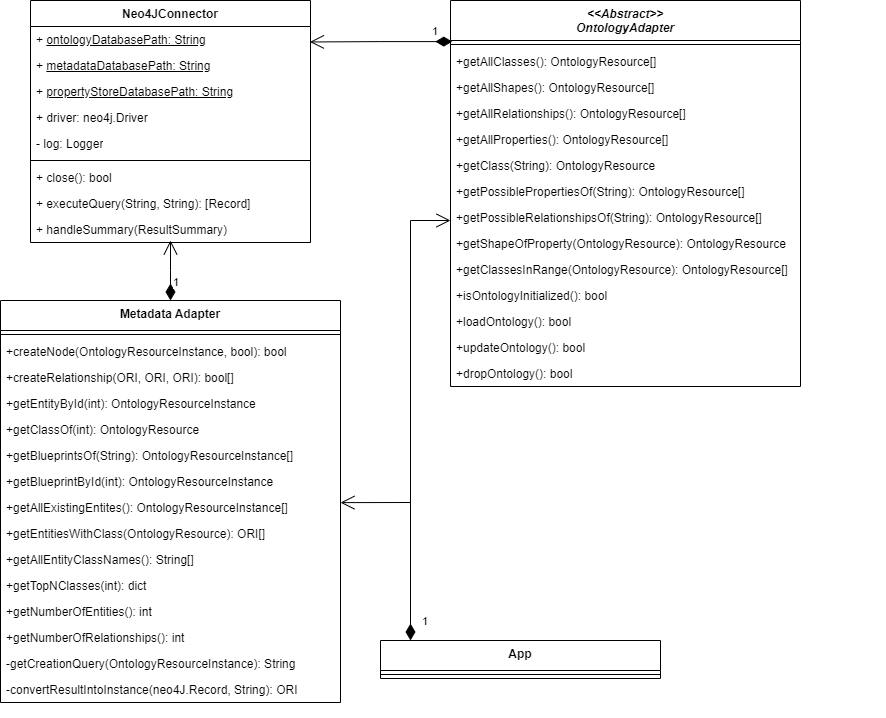 Neo4JConnector
+ ontologyDatabasePath: String
+ metadataDatabasePath: String
+ propertyStoreDatabasePath: String
+ driver: neo4j.Driver
- log: Logger
+ close(): bool
+ executeQuery(String, String): [Record]
+ handleSummary(ResultSummary)
1
<<Abstract>>
OntologyAdapter
+getAllClasses(): OntologyResource[]
+getAllShapes(): OntologyResource[]
+getAllRelationships(): OntologyResource[]
+getAllProperties(): OntologyResource[]
+getClass(String): OntologyResource
+getPossiblePropertiesOf(String): OntologyResource[]
+getPossibleRelationshipsOf(String): OntologyResource[]
+getShapeOfProperty(OntologyResource): OntologyResource
+getClassesInRange(OntologyResource): OntologyResource[]
+isOntologyInitialized(): bool
+loadOntology(): bool
+updateOntology(): bool
+dropOntology(): bool
1
Metadata Adapter
+createNode(OntologyResourceInstance, bool): bool
+createRelationship(ORI, ORI, ORI): bool[]
+getEntityById(int): OntologyResourceInstance
+getClassOf(int): OntologyResource
+getBlueprintsOf(String): OntologyResourceInstance[]
+getBlueprintById(int): OntologyResourceInstance
+getAllExistingEntites(): OntologyResourceInstance[]
+getEntitiesWithClass(OntologyResource): ORI[]
+getAllEntityClassNames(): String[]
+getTopNClasses(int): dict
+getNumberOfEntities(): int
+getNumberOfRelationships(): int
-getCreationQuery(OntologyResourceInstance): String
-convertResultIntoInstance(neo4J.Record, String): ORI
1
App